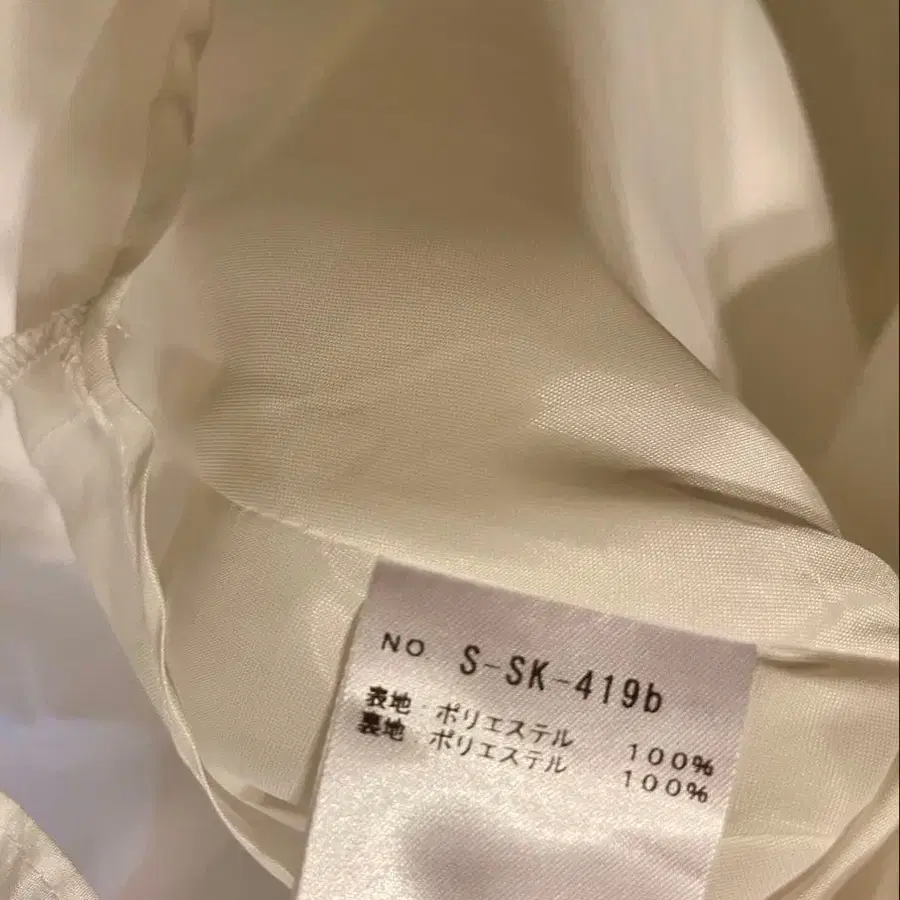 NO. S-SK-419b
表地 ポリエステル 100%
裏地 ポリエステル 100%